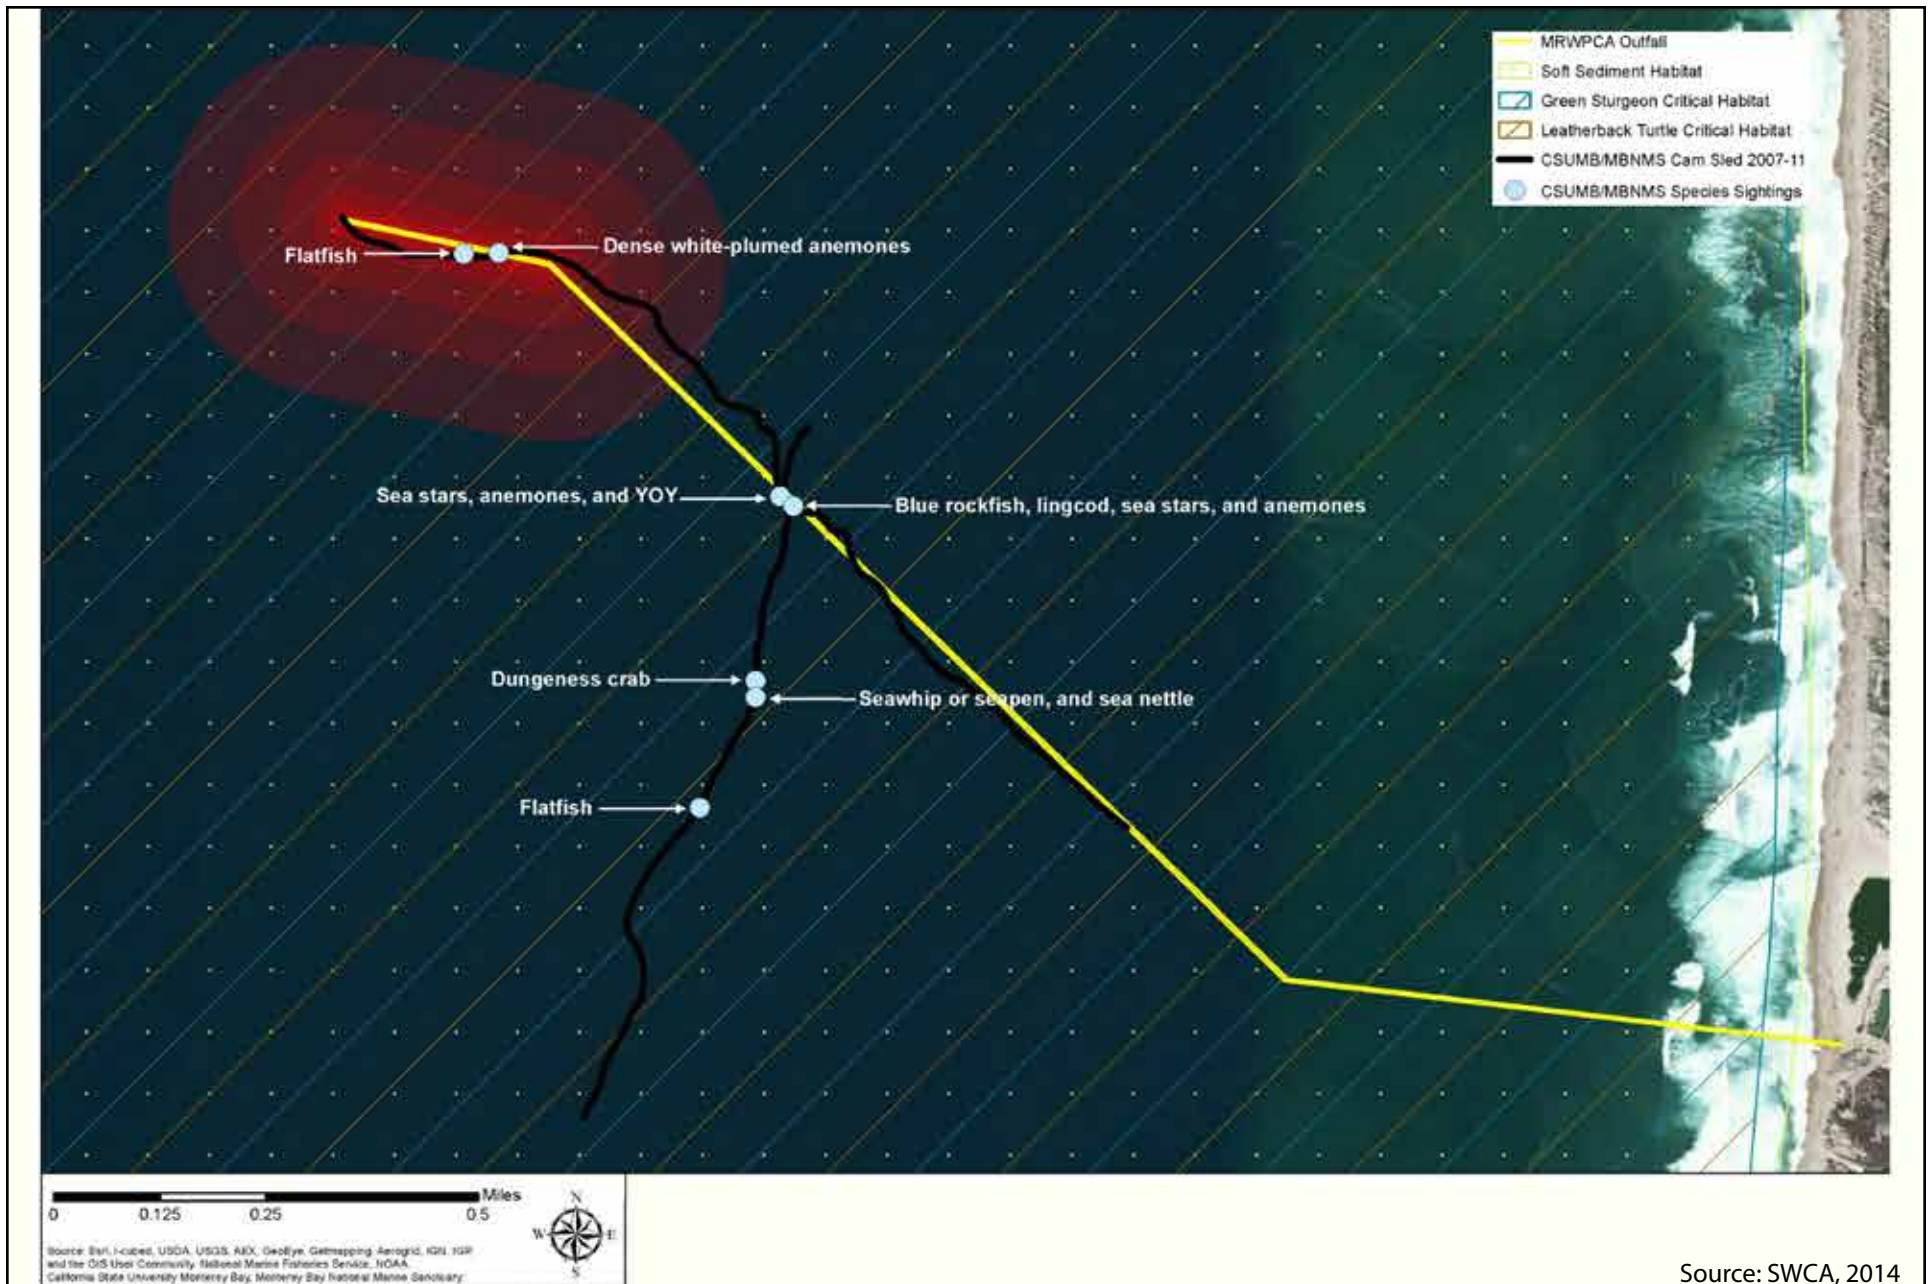 MRWPCA Outfall
Soft Sediment Habitat
Green Sturgeon Critical Habitat
Leatherback Turtle Critical Habitat
CSUMB/MBNMS Cam Sled 2007-11
CSUMB/MBNMS Species Sightings
Dense white-plumed anemones
Flatfish
Sea stars, anemones, and YOY
Blue rockfish, lingcod, sea stars, and anemones
Dungeness crab
Seawhip or seapen, and sea nettle
Flatfish
Miles
0 0.125 0.25 0.5
N
W E
S
Source: Esri, i-cubed, USDA, USGS, AEX, GeoEye, Getmapping, Aerogrid, IGN, IGP
and the GIS User Community, National Marine Fisheries Service, NOAA,
California State University Monterey Bay, Monterey Bay National Marine Sanctuary
Source: SWCA, 2014